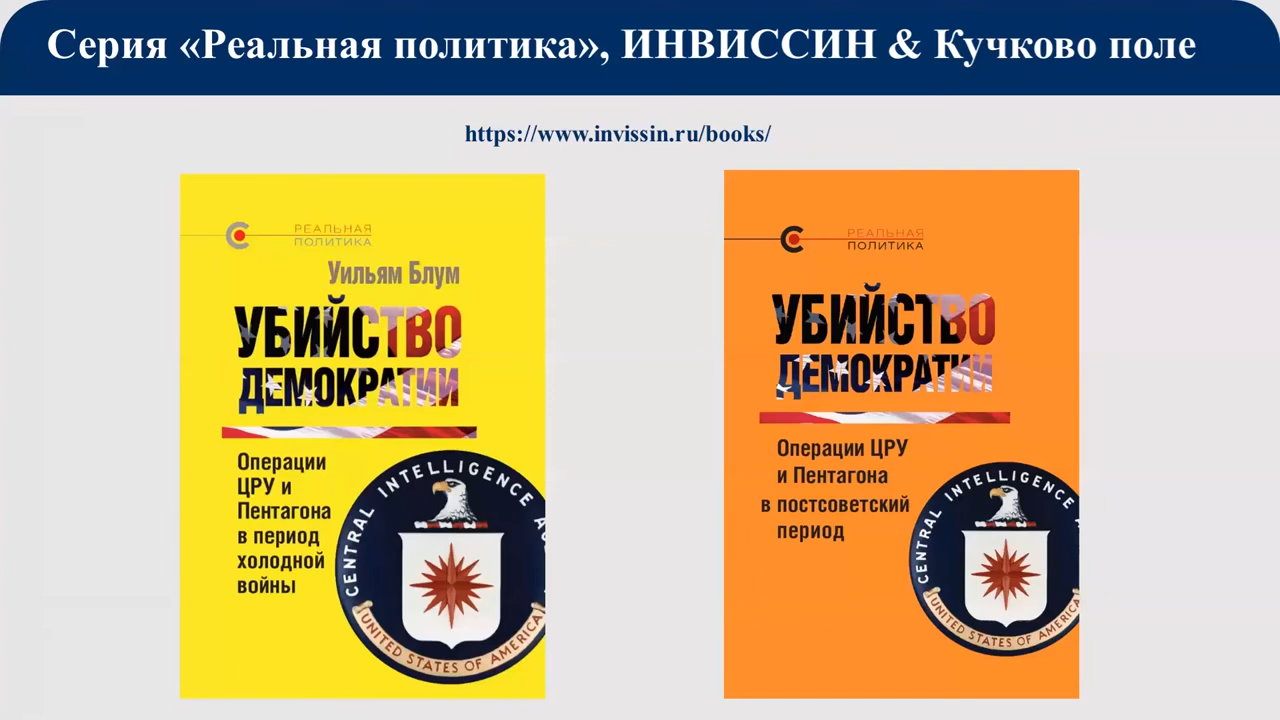 Серия «Реальная политика», ИНВИССИН & Кучково поле
https://www.invissin.ru/books/
РЕАЛЬНАЯ
ПОЛИТИКА
Уильям Блум
УБИЙСТВО
ДЕМОКРАТИИ
Операции
ЦРУ и
Пентагона
в период
холодной
войны
CENTRAL INTELLIGENCE A
UNITED STATES OF AMERICA
РЕАЛЬНАЯ
ПОЛИТИКА
УБИЙСТВО
ДЕМОКРАТИИ
Операции ЦРУ
и Пентагона
в постсоветский
период
CENTRAL INTELLIGENCE A
UNITED STATES OF AMERICA